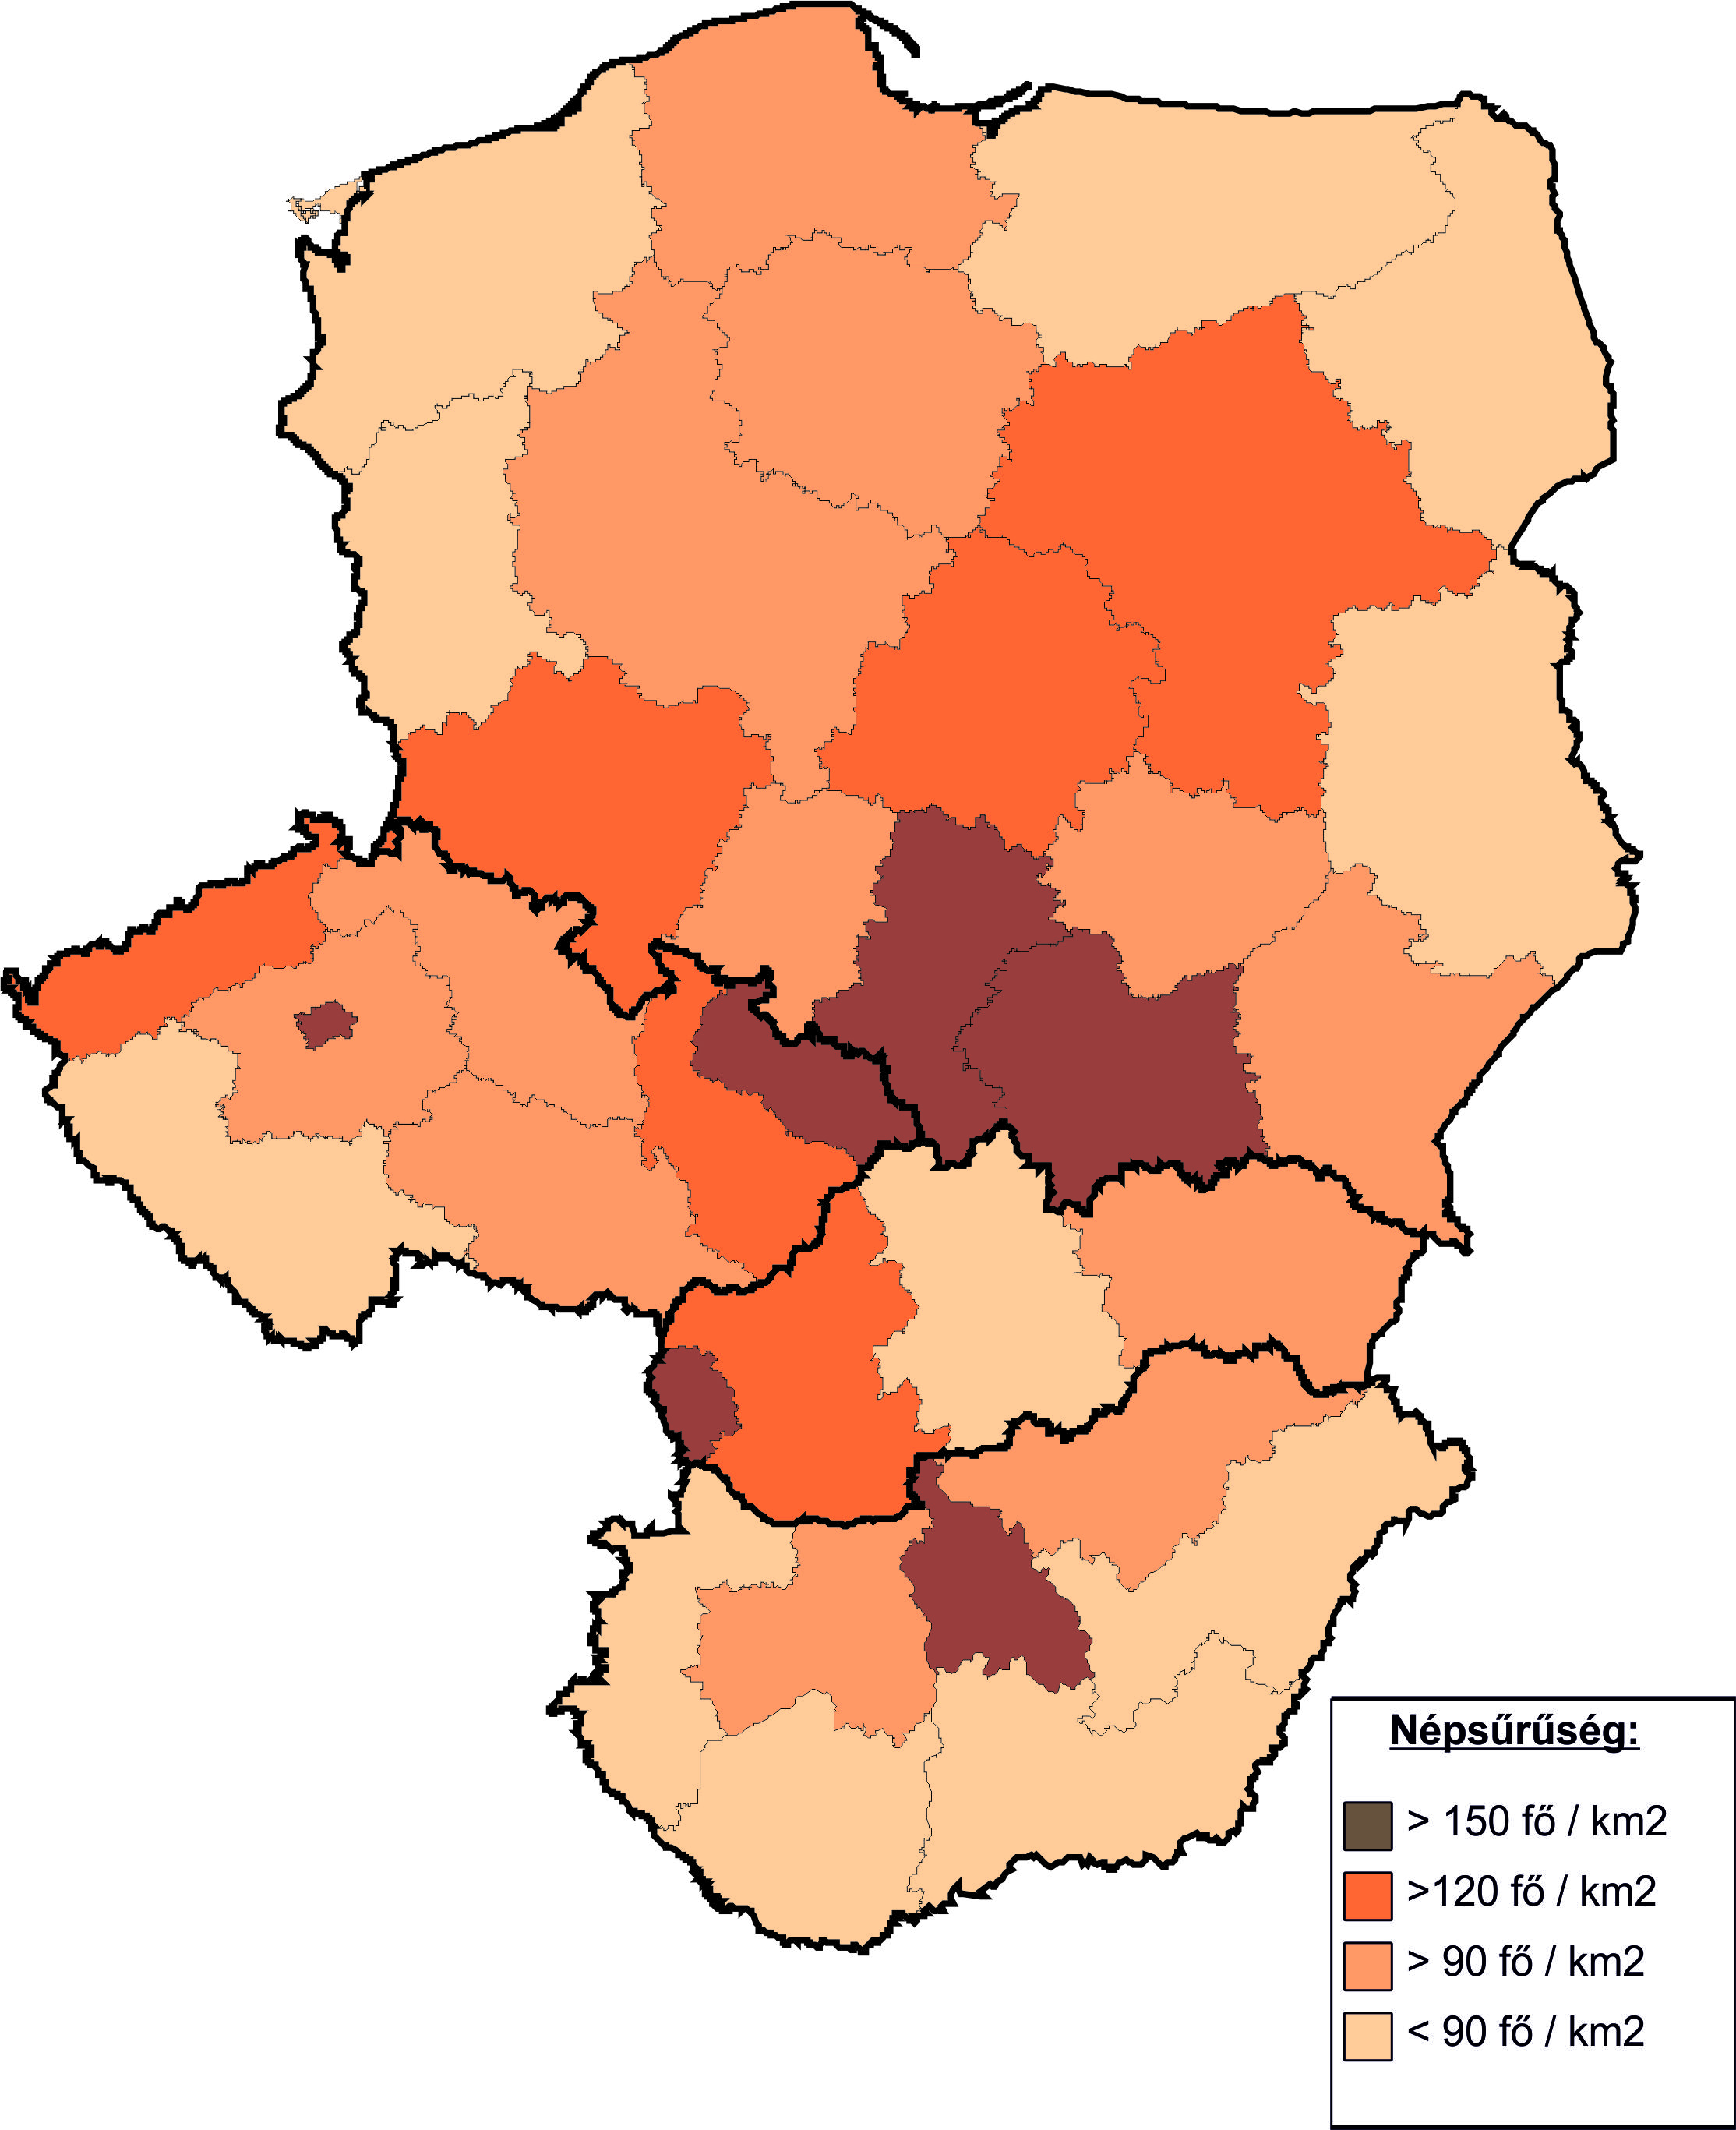 Népsűrűség:
> 150 fő / km2
>120 fő / km2
> 90 fő / km2
< 90 fő / km2